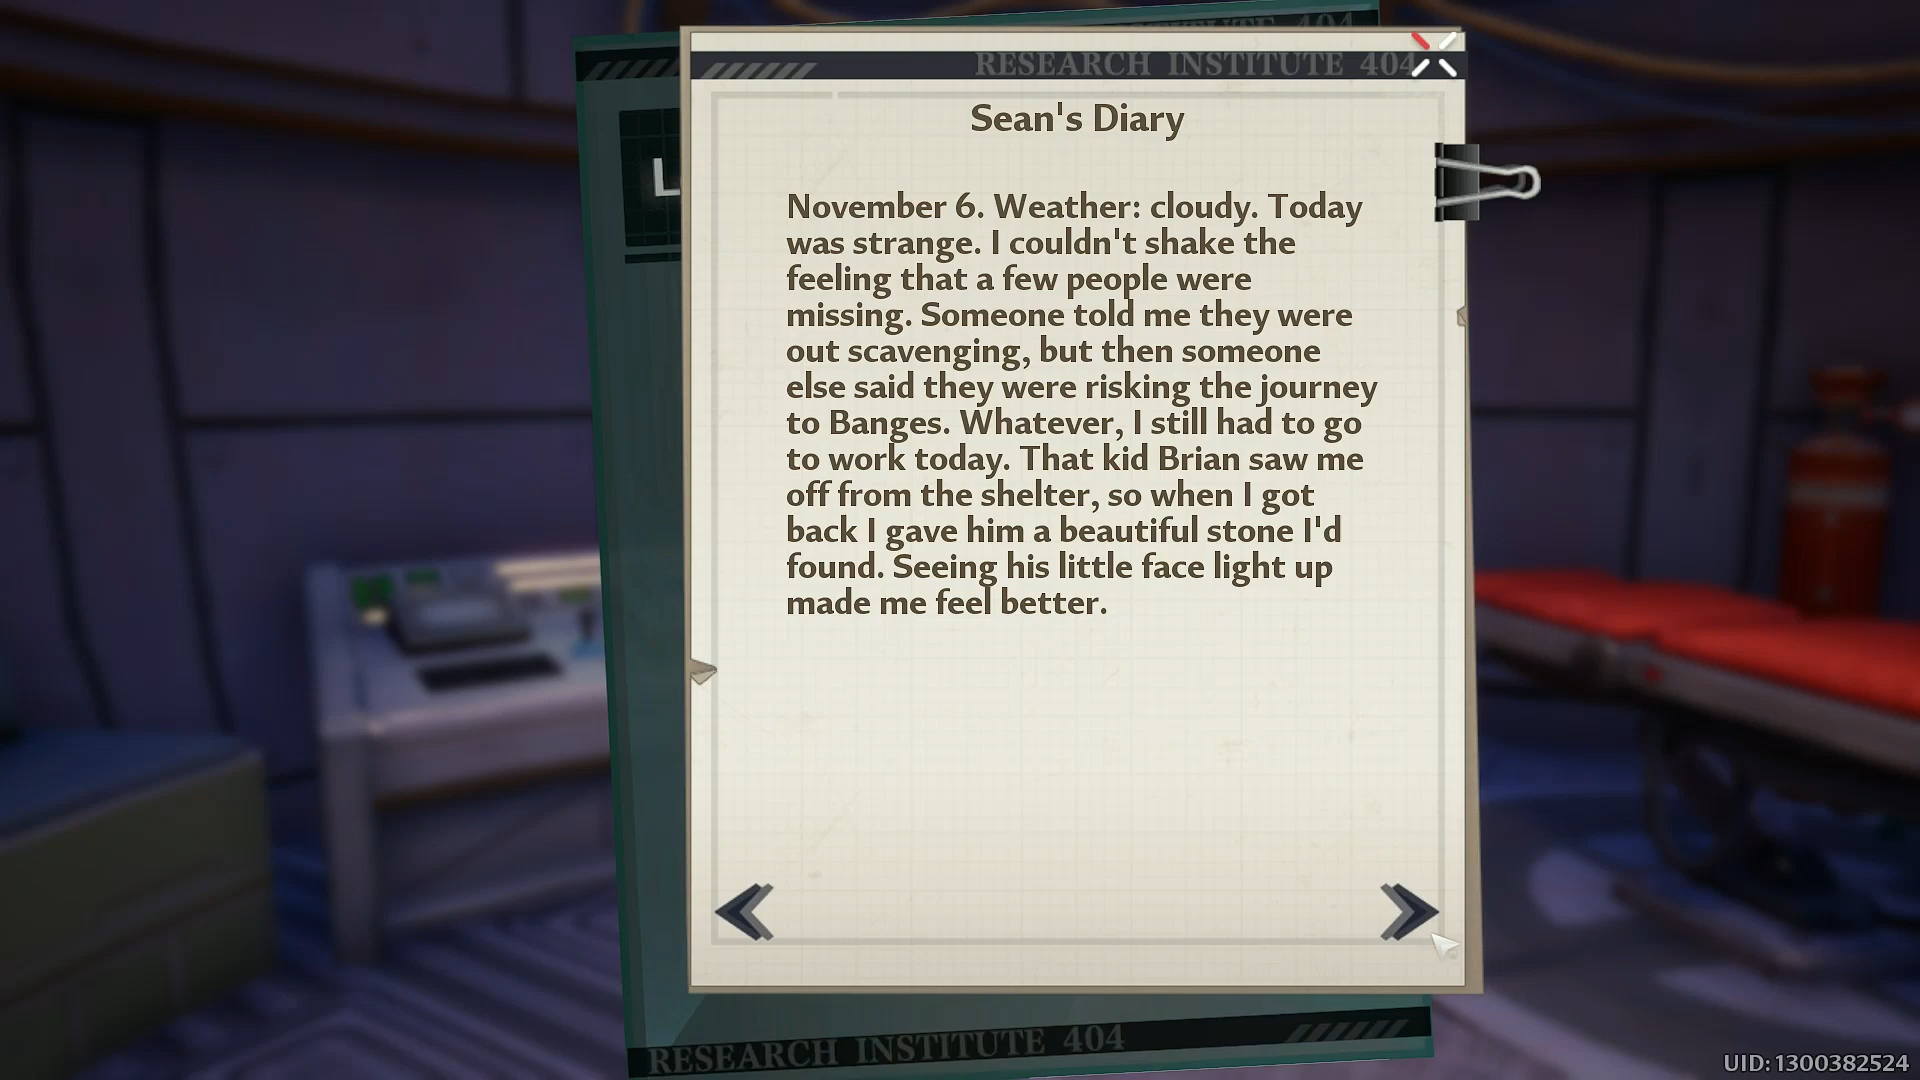 RESEARCH INSTITUTE 404
RESEARCH INSTITUTE 404
L
Sean's Diary
November 6. Weather: cloudy. Today
was strange. I couldn't shake the
feeling that a few people were
missing. Someone told me they were
out scavenging, but then someone
else said they were risking the journey
to Banges. Whatever, I still had to go
to work today. That kid Brian saw me
off from the shelter, so when I got
back I gave him a beautiful stone I'd
found. Seeing his little face light up
made me feel better.
RESEARCH INSTITUTE 404
UID: 1300382524